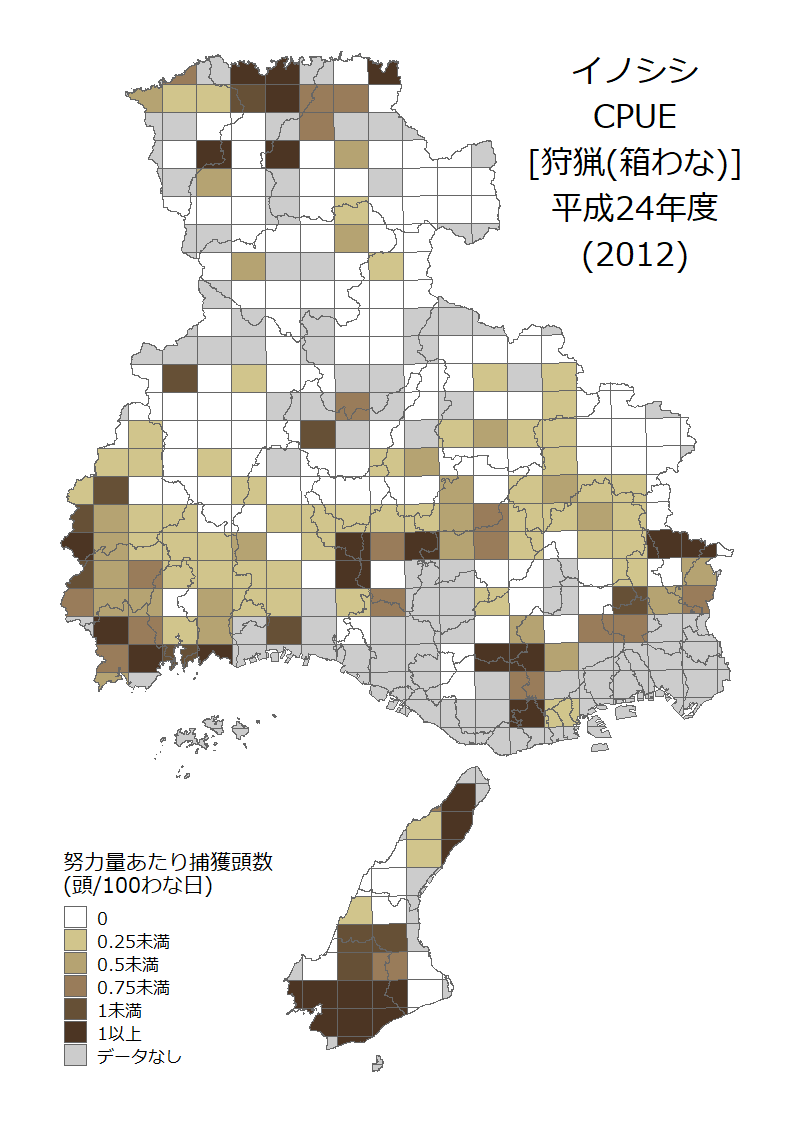 イノシシ
CPUE
[狩猟(箱わな)]
平成24年度
(2012)
努力量あたり捕獲頭数
(頭/100わな日)
0
0.25未満
0.5未満
0.75未満
1未満
1以上
データなし